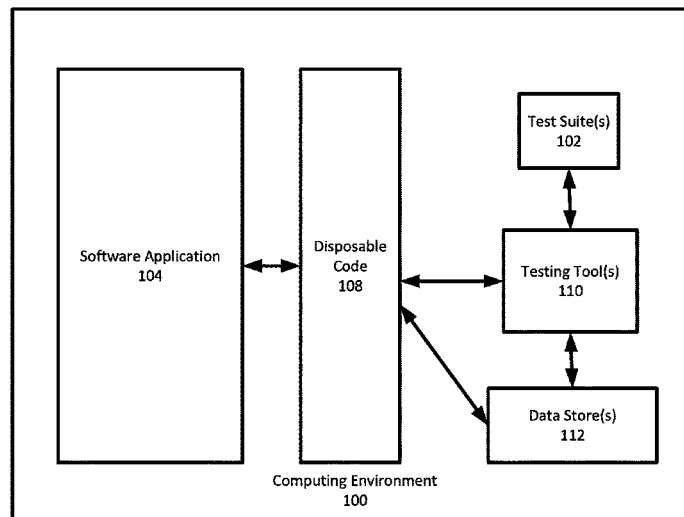 Software Application
104
Disposable
Code
108
Test Suite(s)
102
Testing Tool(s)
110
Data Store(s)
112
Computing Environment
100